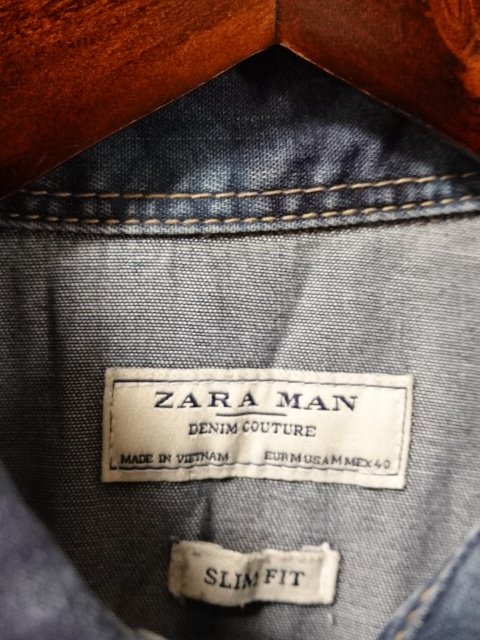 ZARA MAN
DENIM COUTURE
MADE IN VIETNAM EUR M USA M MEX 40
SLIM FIT